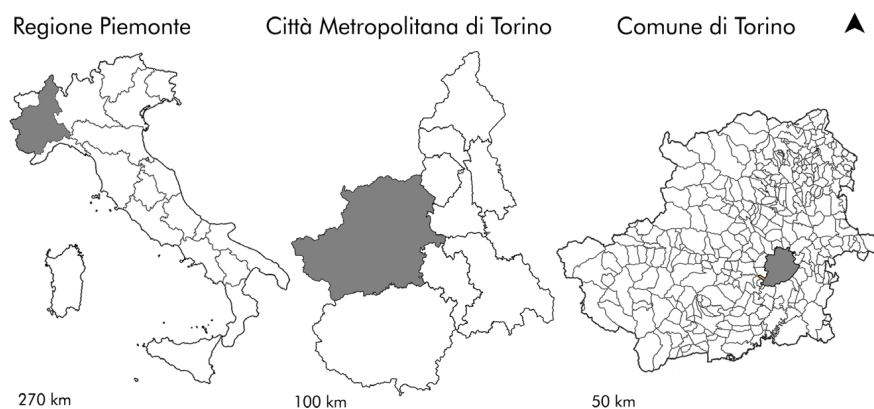 Regione Piemonte
Città Metropolitana di Torino
Comune di Torino
270 km
100 km
50 km